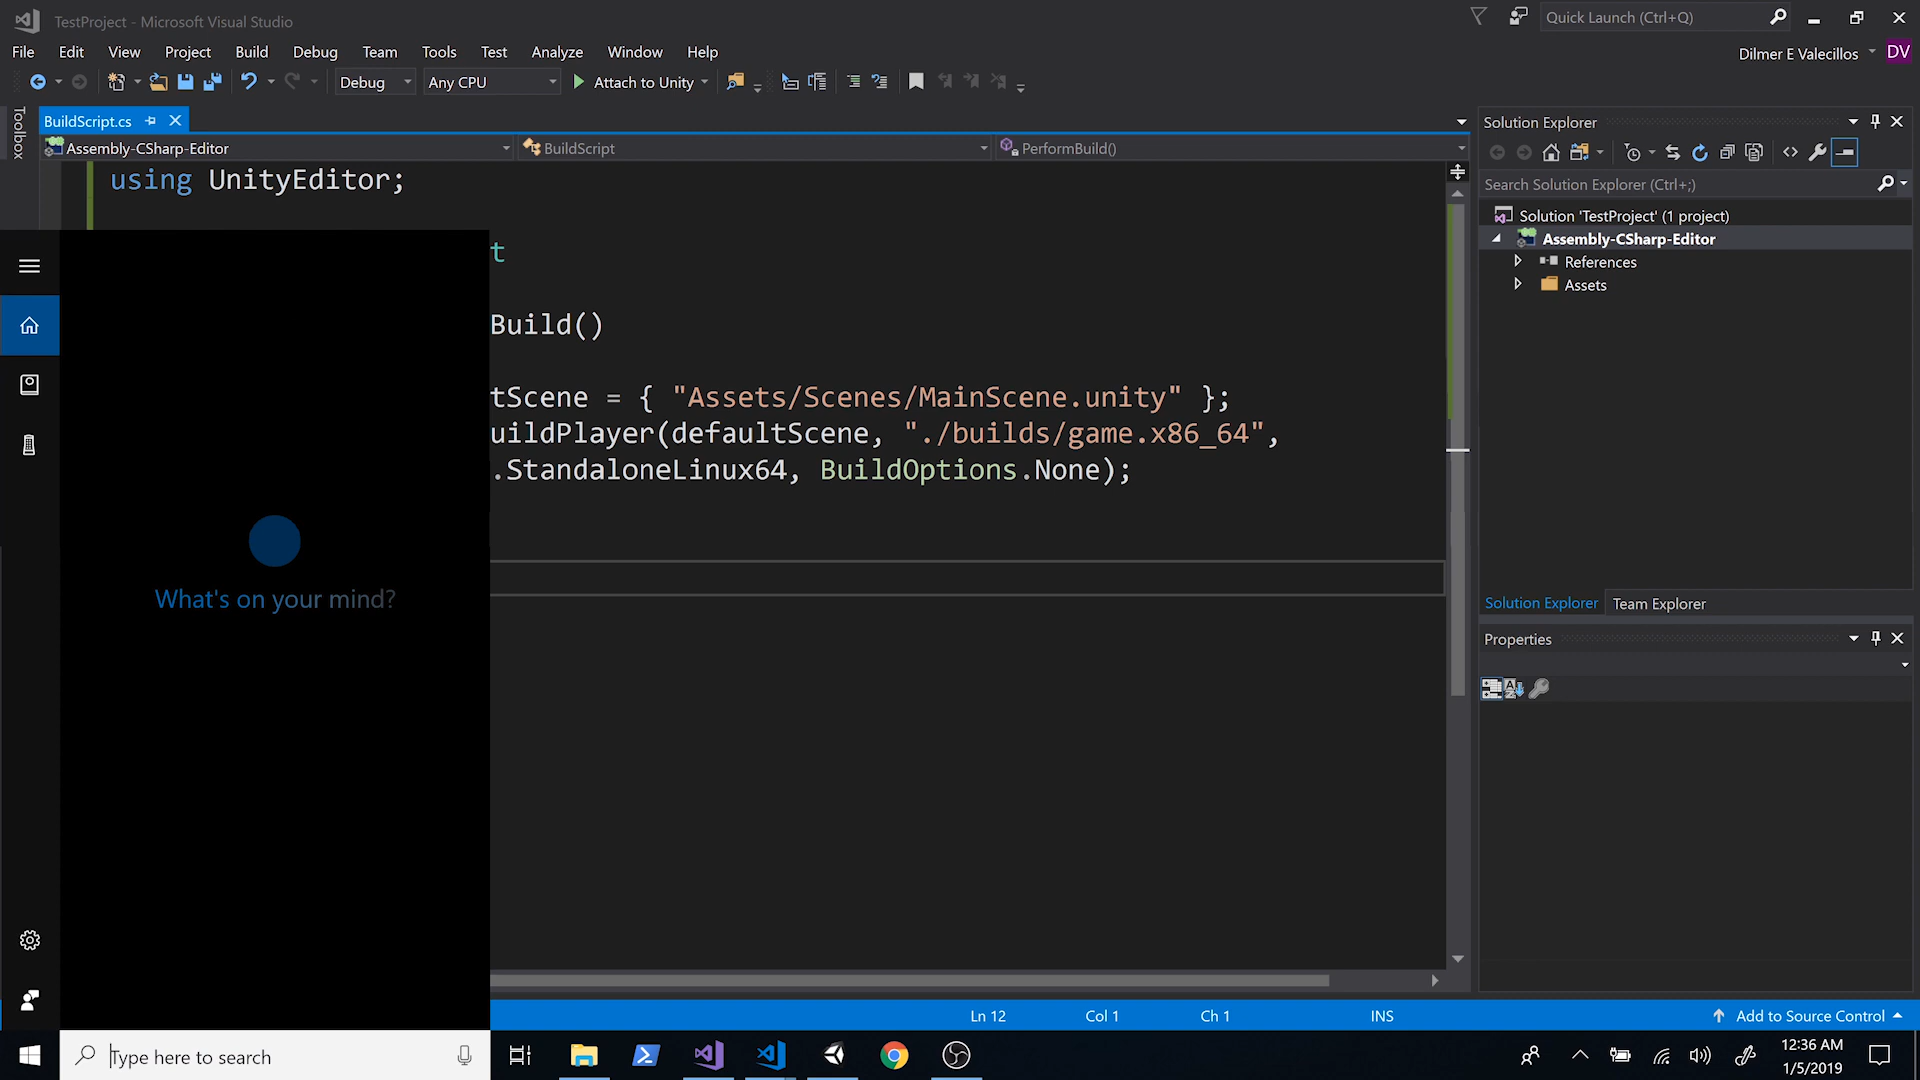 TestProject - Microsoft Visual Studio
Quick Launch (Ctrl+Q)
File Edit View Project Build Debug Team Tools Test Analyze Window Help
Dilmer E Valecillos DV
Debug Any CPU Attach to Unity
Toolbox
BuildScript.cs
Assembly-CSharp-Editor BuildScript PerformBuild()
using UnityEditor;
t
Build()
tScene = { "Assets/Scenes/MainScene.unity" };
uildPlayer(defaultScene, "./builds/game.x86_64",
.StandaloneLinux64, BuildOptions.None);
What's on your mind?
Solution Explorer
Search Solution Explorer (Ctrl+;)
Solution 'TestProject' (1 project)
Assembly-CSharp-Editor
References
Assets
Solution Explorer Team Explorer
Properties
Ln 12 Col 1 Ch 1 INS Add to Source Control
Type here to search
12:36 AM
1/5/2019